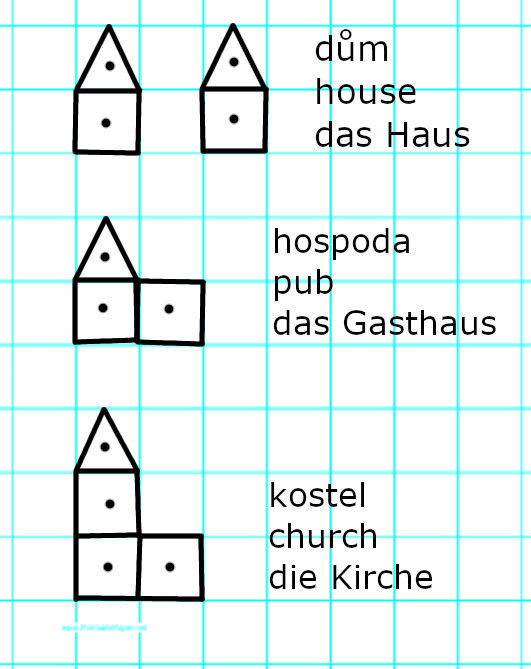 dům
house
das Haus
hospoda
pub
das Gasthaus
kostel
church
die Kirche